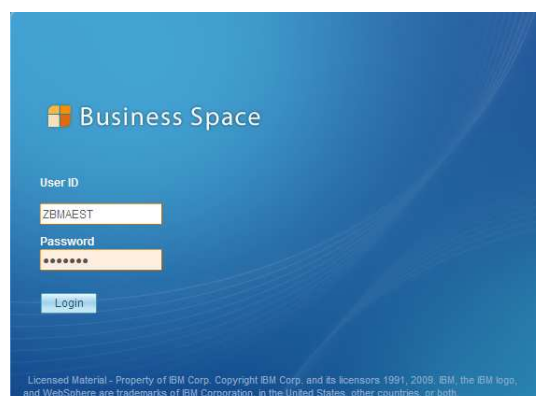 Business Space
User ID
ZBMAEST
Password
•••••••
Login
Licensed Material - Property of IBM Corp. Copyright IBM Corp. and its licensors 1991, 2009. IBM, the IBM logo,
and WebSphere are trademarks of IBM Corporation, in the United States, other countries, or both.